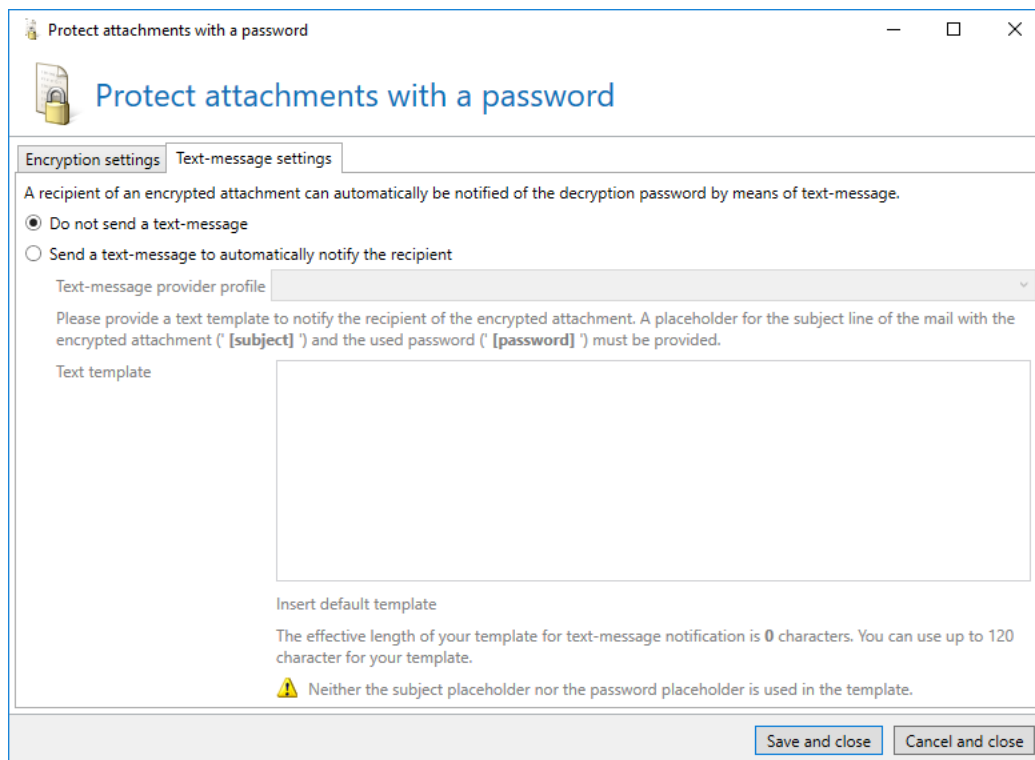 Protect attachments with a password
Protect attachments with a password
Encryption settings Text-message settings
A recipient of an encrypted attachment can automatically be notified of the decryption password by means of text-message.
Do not send a text-message
Send a text-message to automatically notify the recipient
Text-message provider profile
Please provide a text template to notify the recipient of the encrypted attachment. A placeholder for the subject line of the mail with the
encrypted attachment (' [subject] ') and the used password (' [password] ') must be provided.
Text template
Insert default template
The effective length of your template for text-message notification is 0 characters. You can use up to 120
character for your template.
Neither the subject placeholder nor the password placeholder is used in the template.
Save and close Cancel and close